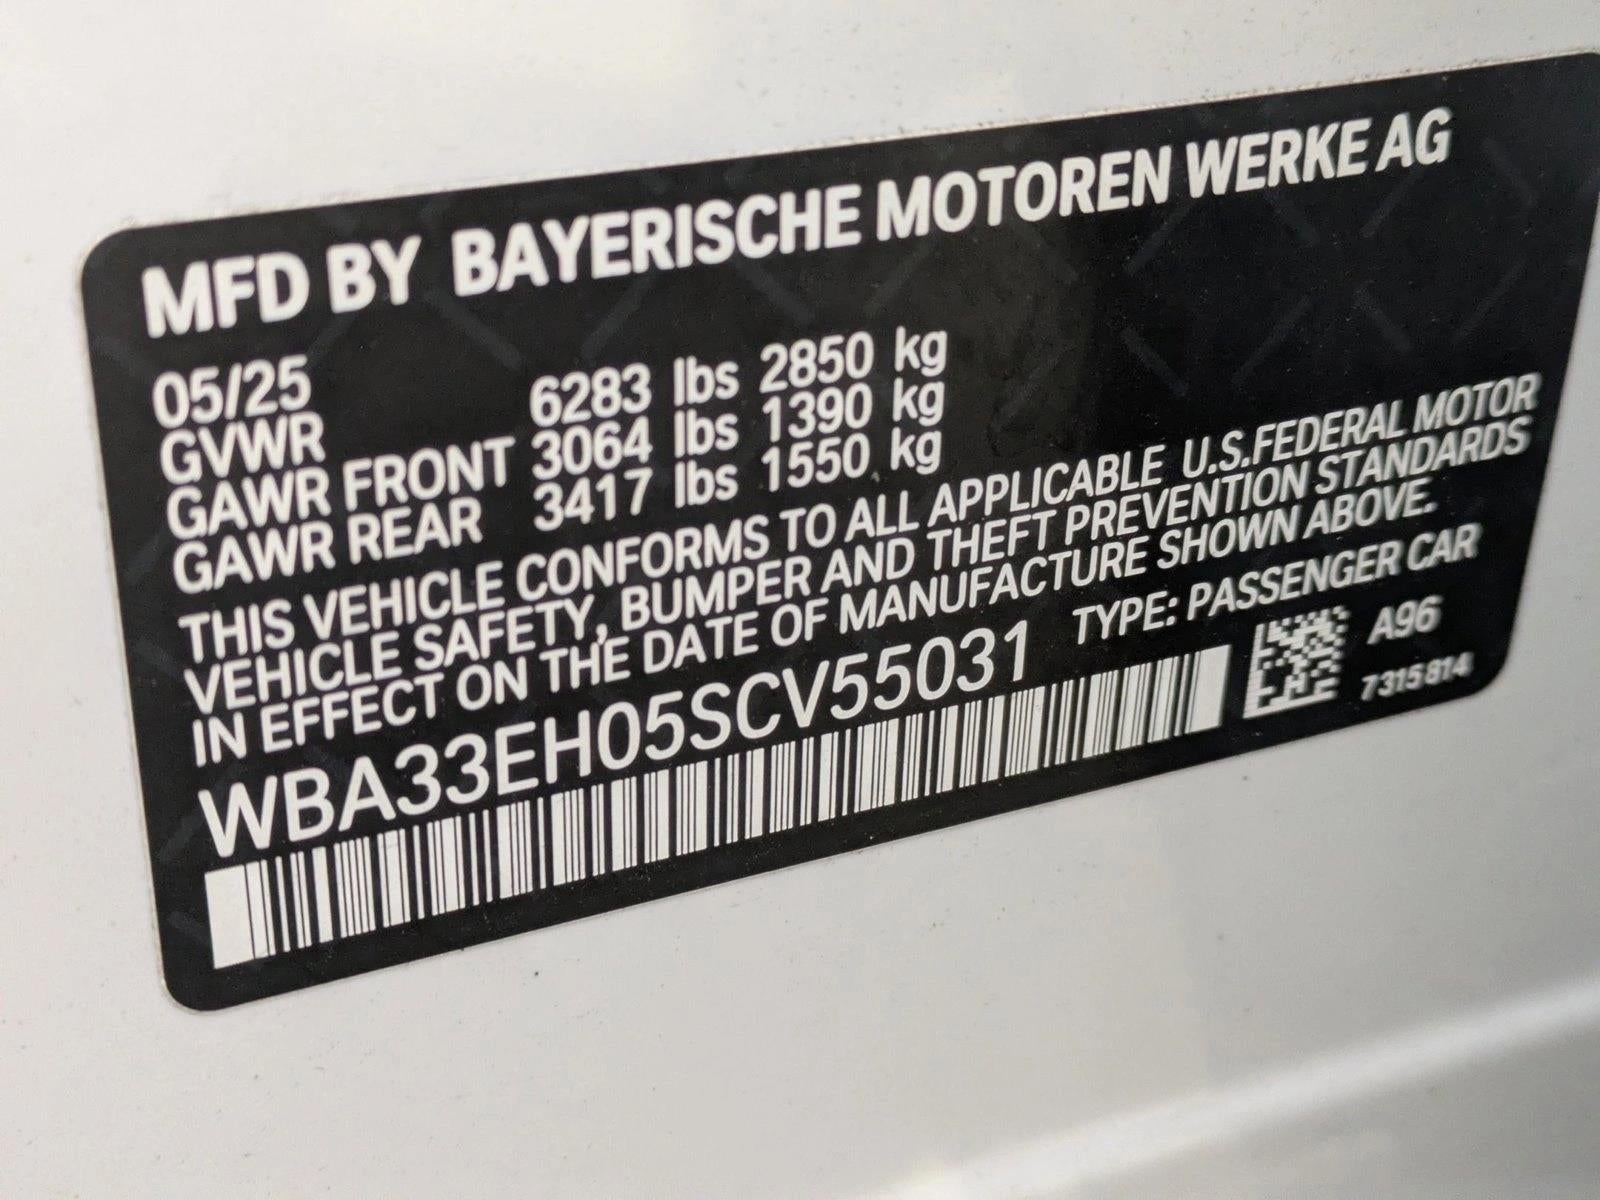 MFD BY BAYERISCHE MOTOREN WERKE AG
05/25
GVWR 6283 lbs 2850 kg
GAWR FRONT 3064 lbs 1390 kg
GAWR REAR 3417 lbs 1550 kg
THIS VEHICLE CONFORMS TO ALL APPLICABLE U.S.FEDERAL MOTOR
VEHICLE SAFETY, BUMPER AND THEFT PREVENTION STANDARDS
IN EFFECT ON THE DATE OF MANUFACTURE SHOWN ABOVE.
WBA33EH05SCV55031 TYPE: PASSENGER CAR
A96
7315814